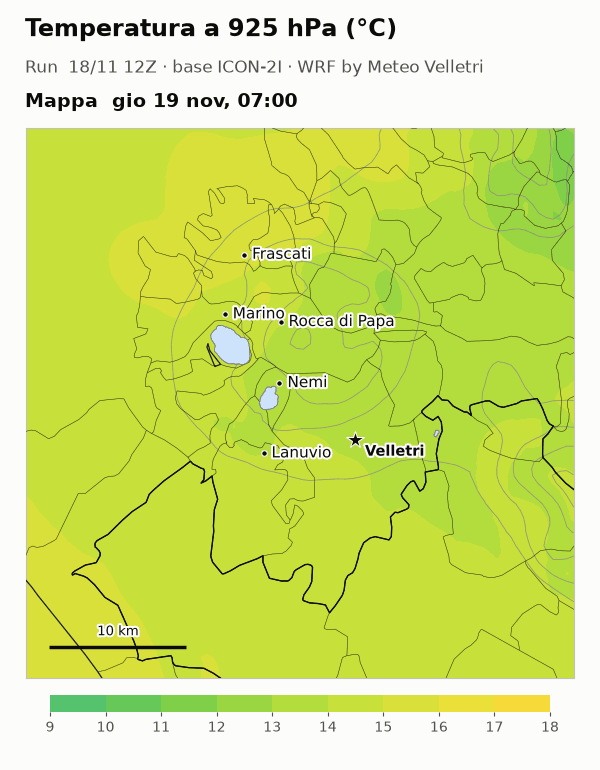 Temperatura a 925 hPa (°C)
Run  18/11 12Z · base ICON-2I · WRF by Meteo Velletri
Mappa  gio 19 nov, 07:00
Frascati
Marino
Rocca di Papa
Nemi
Velletri
Lanuvio
10 km
9 10 11 12 13 14 15 16 17 18